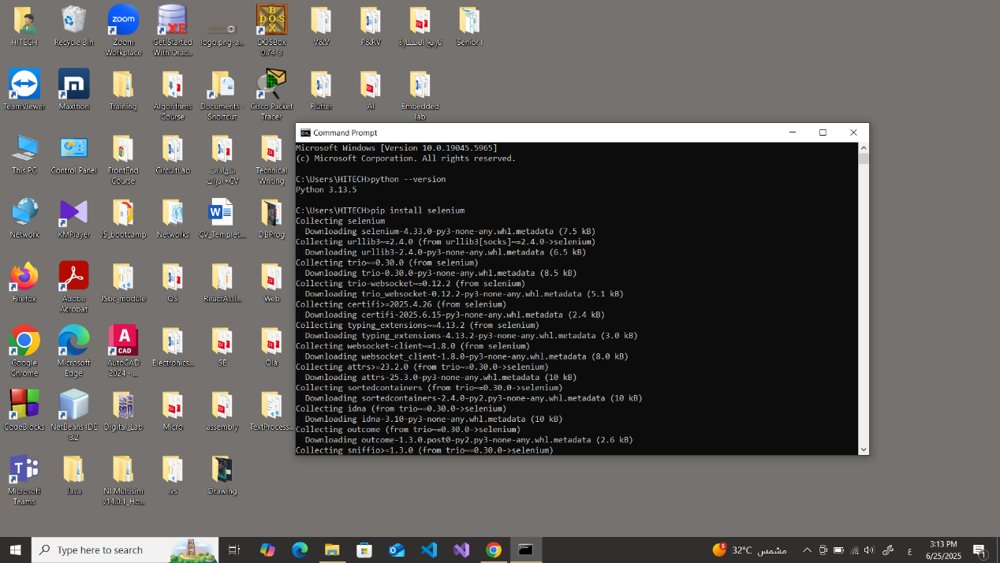 HITECH
Recycle Bin
Zoom
Workplace
Get Started
With Orac...
logo png-a...
DOSBox
0.74-3
V&V
P&RV
تاريخ الحضارة
Senior I
TeamViewer
Maxthon
Training
Algorithms
Course
Documents -
Shortcut
Cisco Packet
Tracer
Flutter
AI
Embedded
lab
This PC
Control Panel
FrontEnd
Course
CircuitLab
شهادات
ادراك+CV
Technical
Writing
Network
KMPlayer
JS_bootcamp
Networks
CV_Templet...
DBProg
Firefox
Adobe
Acrobat
JSbc_module
OS
ReactAssi...
Web
Google
Chrome
Microsoft
Edge
AutoCAD
2024 - ...
Electronics...
SE
Ola
CodeBlocks
NetBeans IDE
8.2
Digital_Lab
Micro
assembly
TextProcess...
Microsoft
Teams
Java
NI Multisim
v14.0.1_Ho...
.vs
Drawing
Command Prompt
Microsoft Windows [Version 10.0.19045.5965]
(c) Microsoft Corporation. All rights reserved.
C:\Users\HITECH>python --version
Python 3.13.5
C:\Users\HITECH>pip install selenium
Collecting selenium
Downloading selenium-4.33.0-py3-none-any.whl.metadata (7.5 kB)
Collecting urllib3~=2.4.0 (from urllib3[socks]~=2.4.0->selenium)
Downloading urllib3-2.4.0-py3-none-any.whl.metadata (6.5 kB)
Collecting trio~=0.30.0 (from selenium)
Downloading trio-0.30.0-py3-none-any.whl.metadata (8.5 kB)
Collecting trio-websocket~=0.12.2 (from selenium)
Downloading trio_websocket-0.12.2-py3-none-any.whl.metadata (5.1 kB)
Collecting certifi>=2025.4.26 (from selenium)
Downloading certifi-2025.6.15-py3-none-any.whl.metadata (2.4 kB)
Collecting typing_extensions~=4.13.2 (from selenium)
Downloading typing_extensions-4.13.2-py3-none-any.whl.metadata (3.0 kB)
Collecting websocket-client~=1.8.0 (from selenium)
Downloading websocket_client-1.8.0-py3-none-any.whl.metadata (8.0 kB)
Collecting attrs>=23.2.0 (from trio~=0.30.0->selenium)
Downloading attrs-25.3.0-py3-none-any.whl.metadata (10 kB)
Collecting sortedcontainers (from trio~=0.30.0->selenium)
Downloading sortedcontainers-2.4.0-py2.py3-none-any.whl.metadata (10 kB)
Collecting idna (from trio~=0.30.0->selenium)
Downloading idna-3.10-py3-none-any.whl.metadata (10 kB)
Collecting outcome (from trio~=0.30.0->selenium)
Downloading outcome-1.3.0.post0-py2.py3-none-any.whl.metadata (2.6 kB)
Collecting sniffio>=1.3.0 (from trio~=0.30.0->selenium)
Type here to search
5
32°C مشمس
ع
3:13 PM
6/25/2025
1